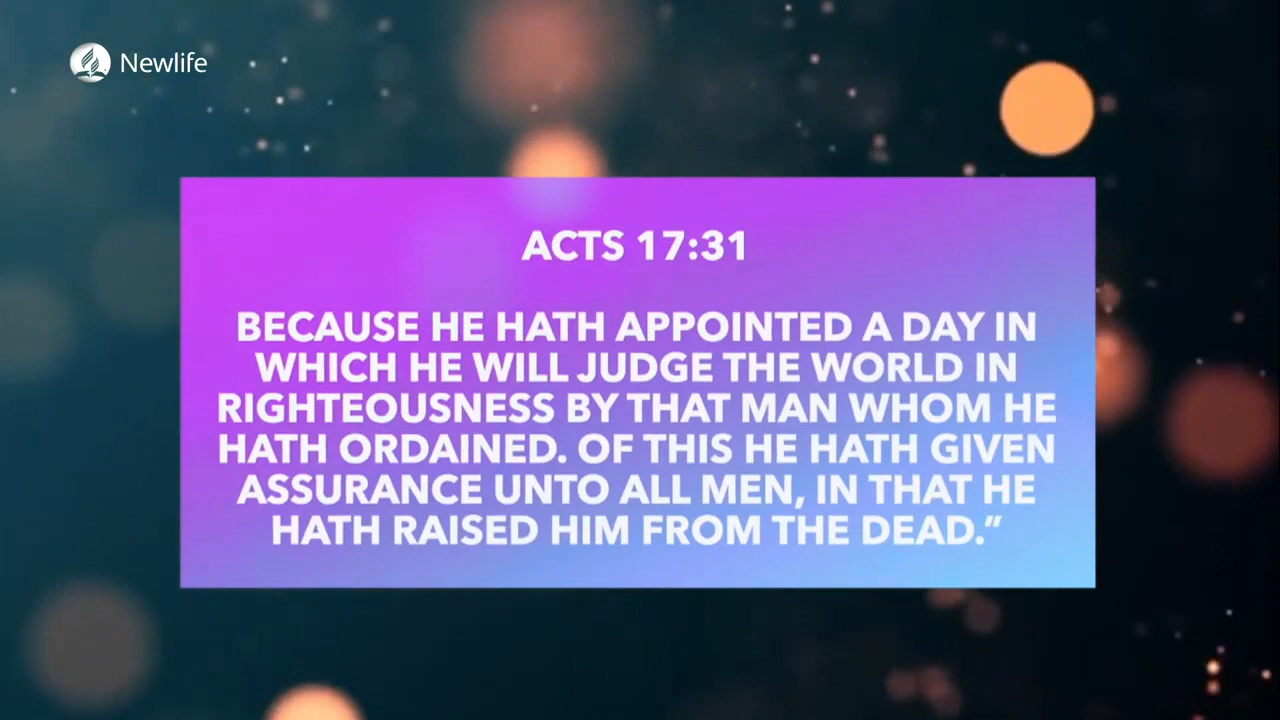 Newlife
ACTS 17:31
BECAUSE HE HATH APPOINTED A DAY IN
WHICH HE WILL JUDGE THE WORLD IN
RIGHTEOUSNESS BY THAT MAN WHOM HE
HATH ORDAINED. OF THIS HE HATH GIVEN
ASSURANCE UNTO ALL MEN, IN THAT HE
HATH RAISED HIM FROM THE DEAD.”